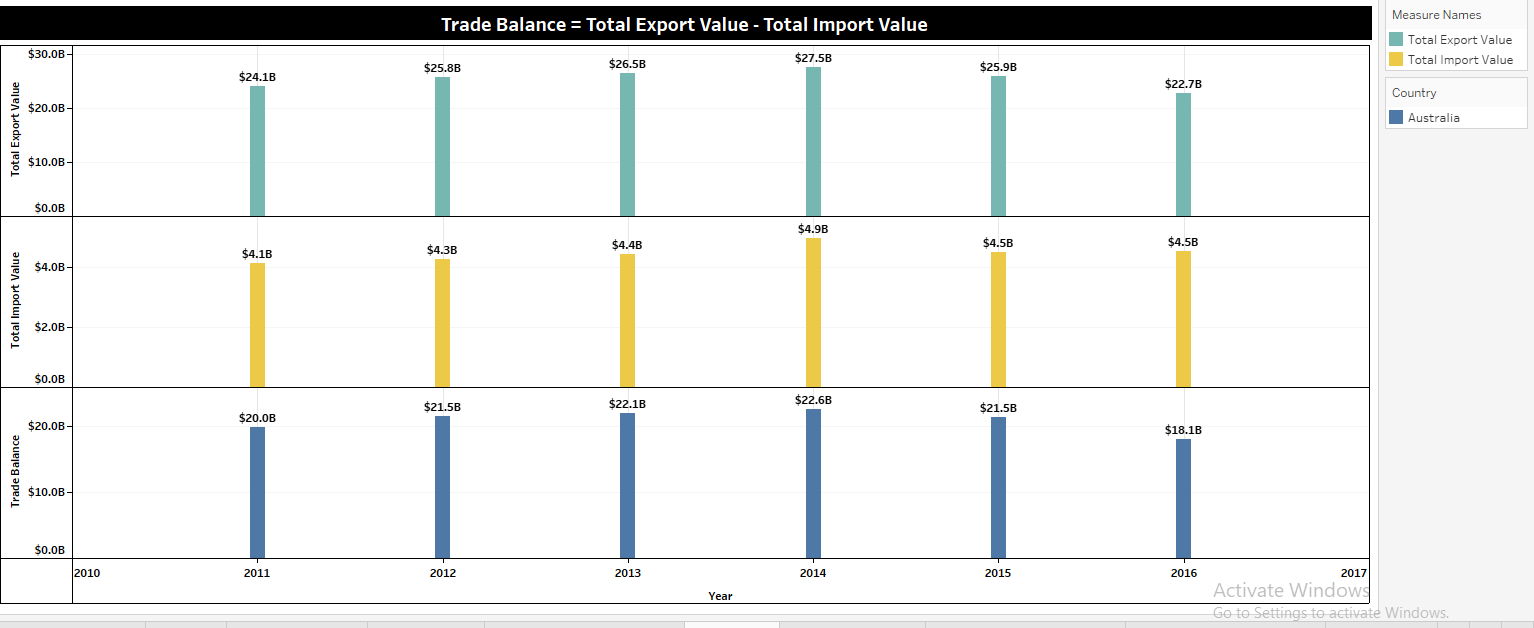 Trade Balance = Total Export Value - Total Import Value
Total Export Value
$30.0B
$20.0B
$10.0B
$0.0B
$24.1B
$25.8B
$26.5B
$27.5B
$25.9B
$22.7B
Total Import Value
$4.0B
$2.0B
$0.0B
$4.1B
$4.3B
$4.4B
$4.9B
$4.5B
$4.5B
Trade Balance
$20.0B
$10.0B
$0.0B
$20.0B
$21.5B
$22.1B
$22.6B
$21.5B
$18.1B
2010 2011 2012 2013 2014 2015 2016 2017
Year
Measure Names
Total Export Value
Total Import Value
Country
Australia
Activate Windows
Go to Settings to activate Windows.